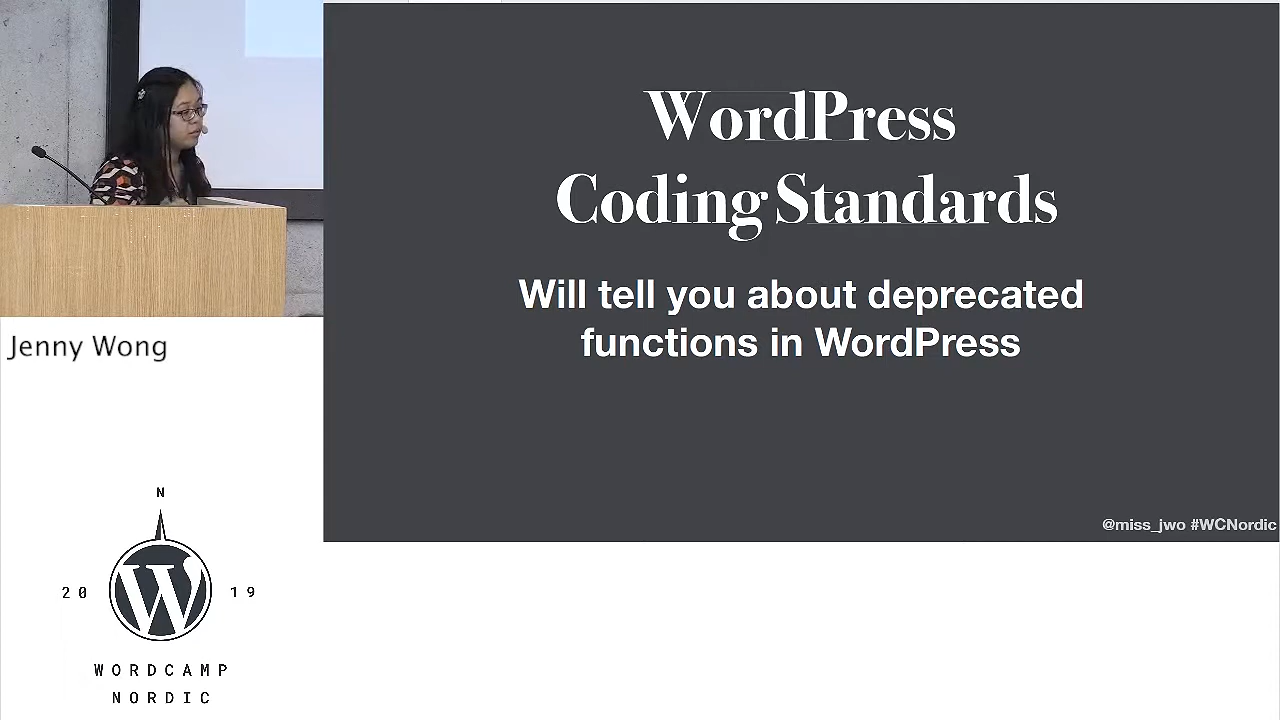 WordPress
Coding Standards
Will tell you about deprecated
functions in WordPress
@miss_jwo #WCNordic
Jenny Wong
N
20 19
W
WORDCAMP
NORDIC